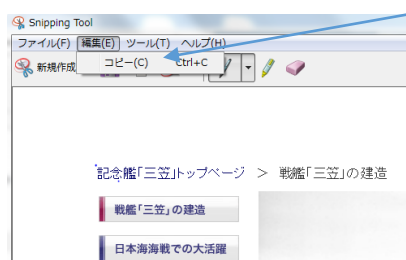 Snipping Tool
ファイル(F) 編集(E) ツール(T) ヘルプ(H)
新規作成
コピー(C) Ctrl+C
記念艦「三笠」トップページ > 戦艦「三笠」の建造
戦艦「三笠」の建造
日本海海戦での大活躍